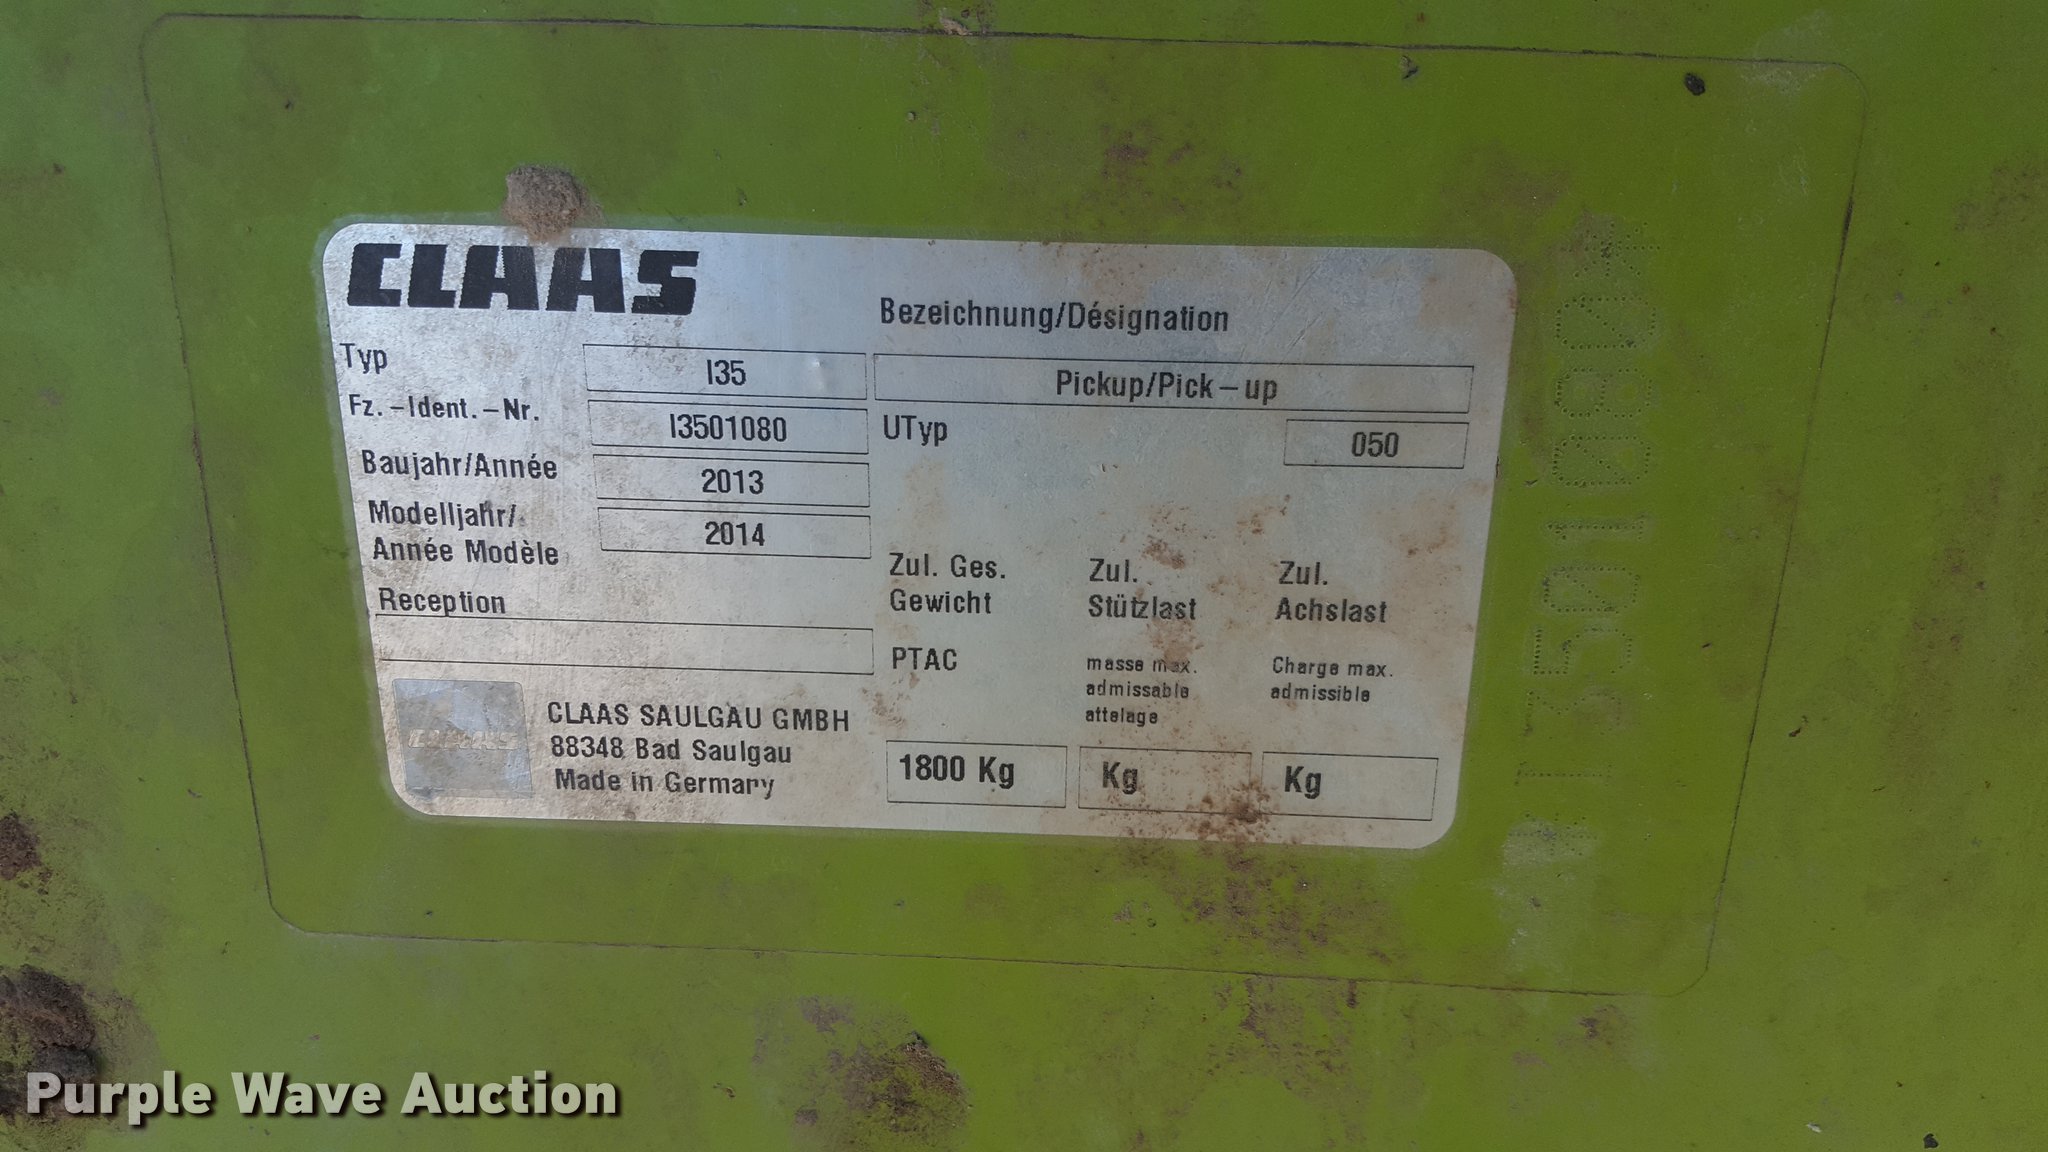 CLAAS
Bezeichnung/Désignation
Typ
I35
Pickup/Pick-up
Fz.-Ident.-Nr.
I3501080
UTyp
050
Baujahr/Année
2013
Modelljahr/
Année Modèle
2014
Reception
Zul. Ges.
Gewicht
PTAC
1800 Kg
Zul.
Stützlast
masse max.
admissable
attelage
Kg
Zul.
Achslast
Charge max.
admissible
Kg
CLAAS
CLAAS SAULGAU GMBH
88348 Bad Saulgau
Made in Germany
*I3501080*
Purple Wave Auction